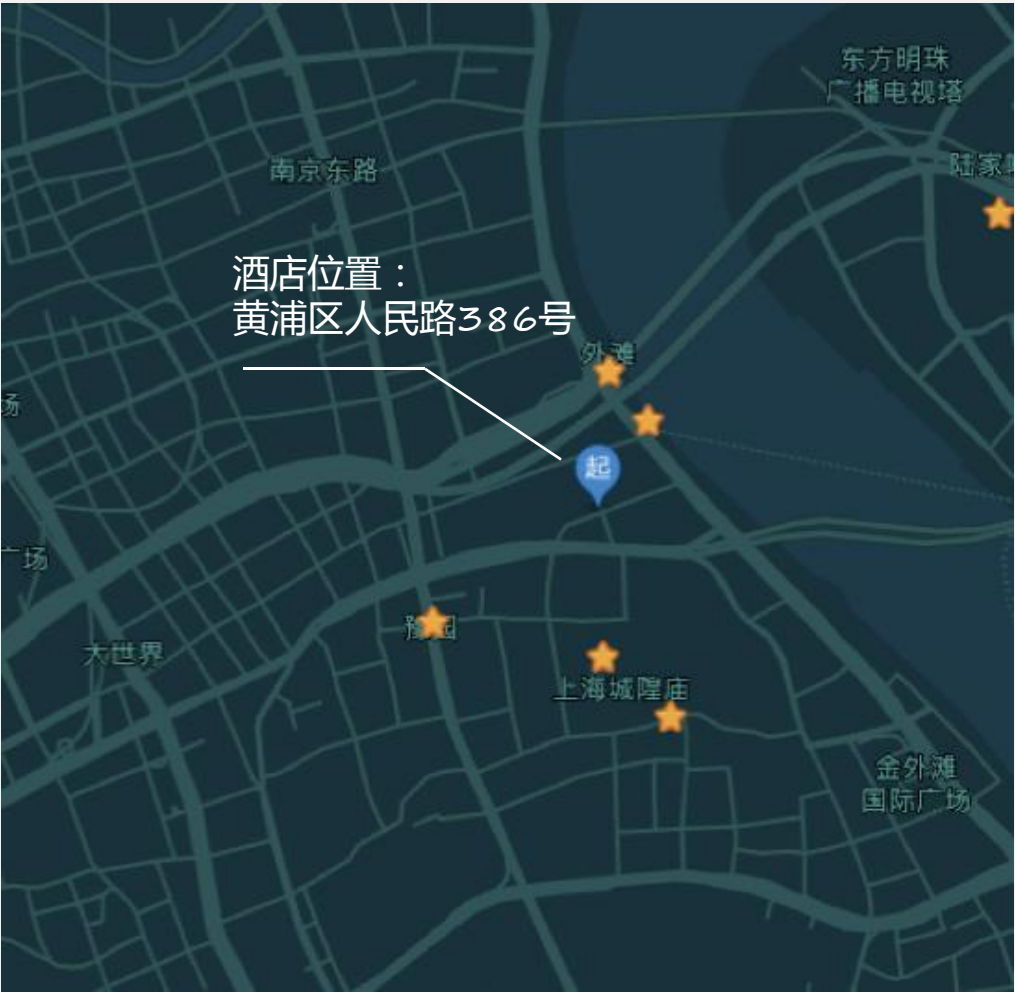 东方明珠
广播电视塔
陆家
南京东路
酒店位置：
黄浦区人民路386号
外滩
场
起
广场
豫园
大世界
上海城隍庙
金外滩
国际广场